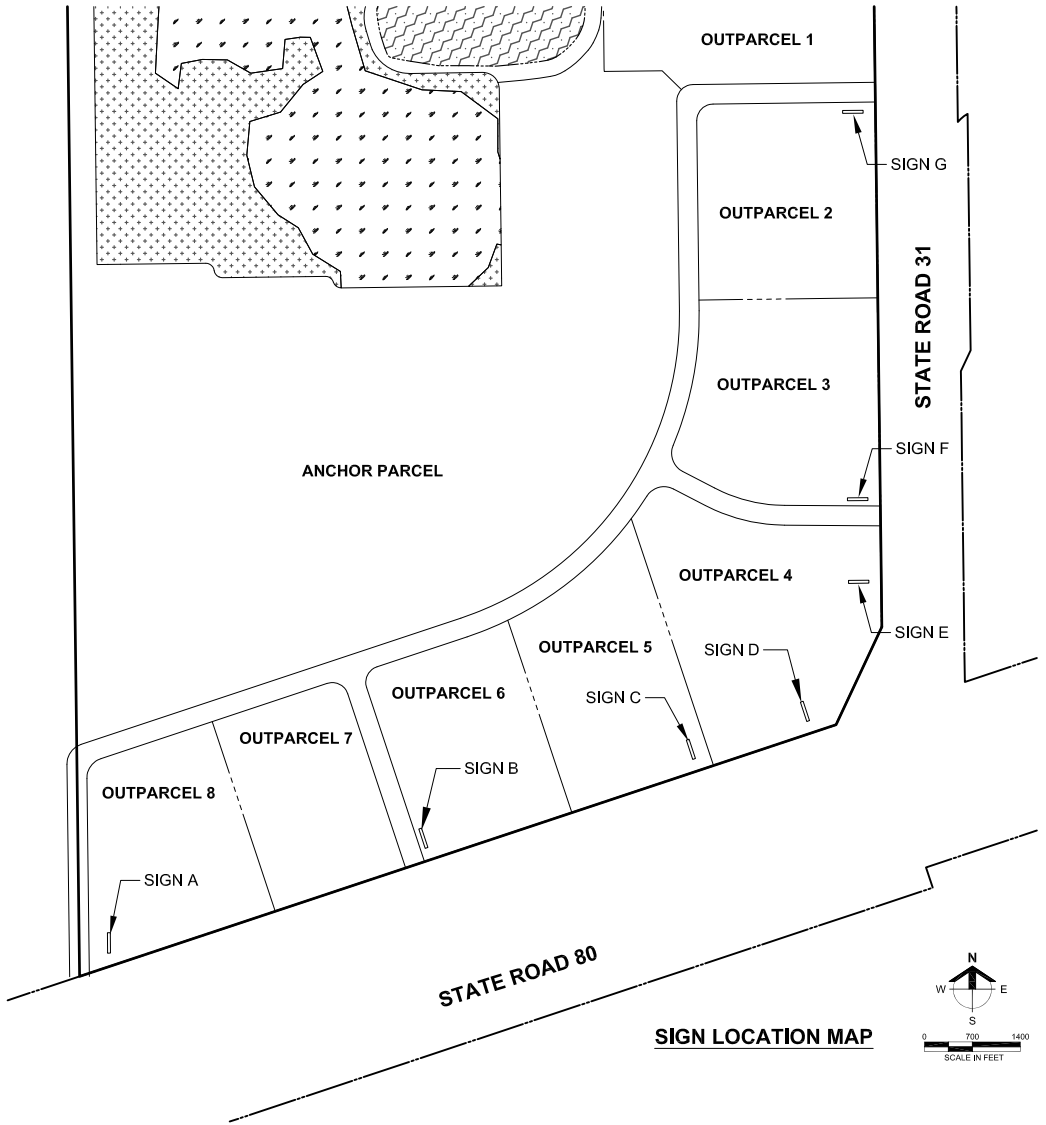 OUTPARCEL 1
SIGN G
OUTPARCEL 2
STATE ROAD 31
OUTPARCEL 3
SIGN F
ANCHOR PARCEL
OUTPARCEL 4
SIGN E
OUTPARCEL 5
SIGN D
OUTPARCEL 6
SIGN C
OUTPARCEL 7
SIGN B
OUTPARCEL 8
SIGN A
STATE ROAD 80
N
W E
S
SIGN LOCATION MAP
0 700 1400
SCALE IN FEET